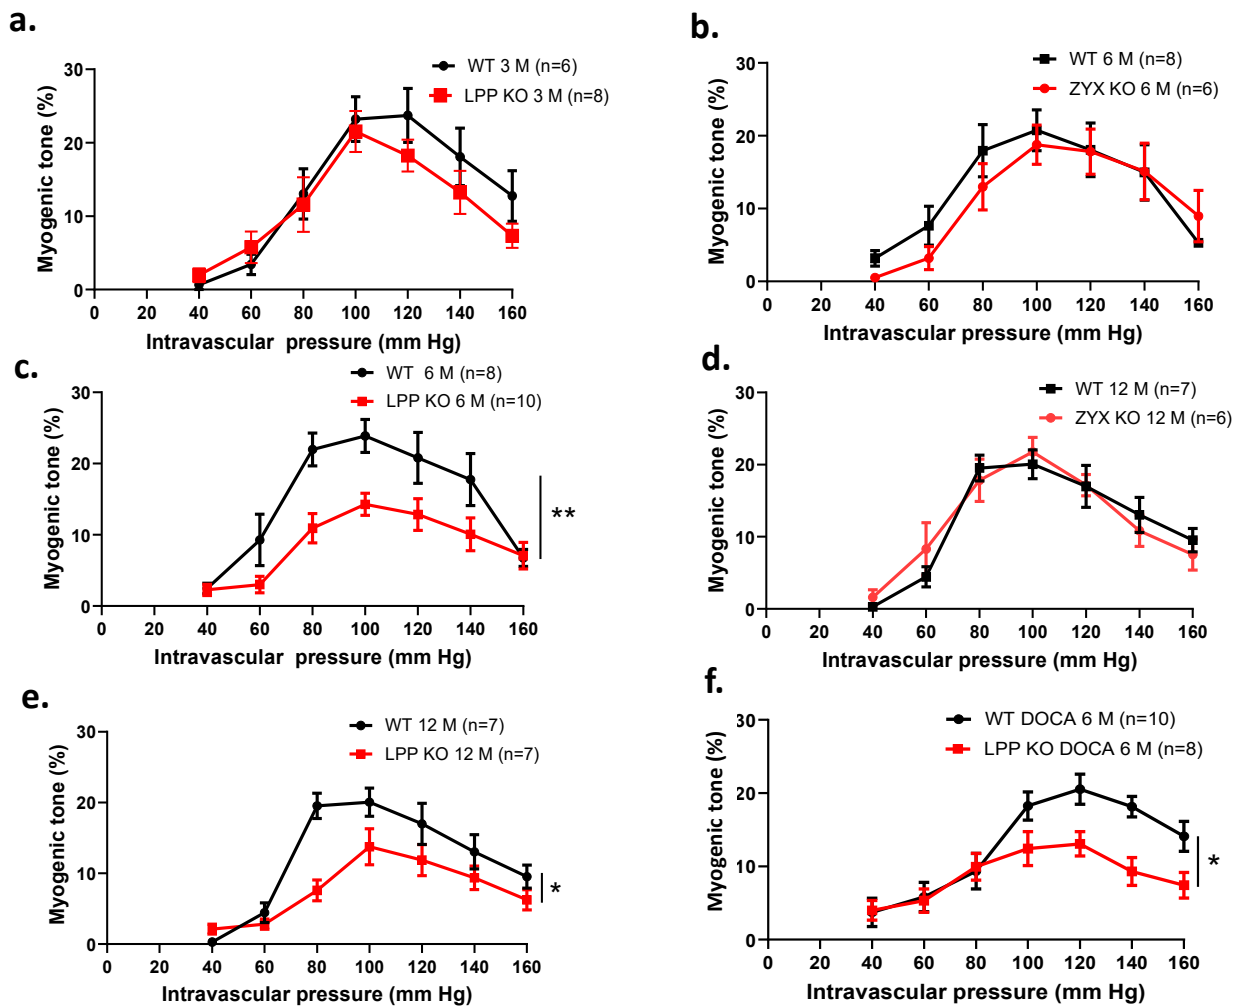 a.
WT 3 M (n=6)
LPP KO 3 M (n=8)
Myogenic tone (%)
30
20
10
0
0 20 40 60 80 100 120 140 160
Intravascular pressure (mm Hg)
b.
WT 6 M (n=8)
ZYX KO 6 M (n=6)
Myogenic tone (%)
30
20
10
0
0 20 40 60 80 100 120 140 160
Intravascular pressure (mm Hg)
c.
WT 6 M (n=8)
LPP KO 6 M (n=10)
Myogenic tone (%)
30
20
10
0
**
0 20 40 60 80 100 120 140 160
Intravascular pressure (mm Hg)
d.
WT 12 M (n=7)
ZYX KO 12 M (n=6)
Myogenic tone (%)
30
20
10
0
0 20 40 60 80 100 120 140 160
Intravascular pressure (mm Hg)
e.
WT 12 M (n=7)
LPP KO 12 M (n=7)
Myogenic tone (%)
30
20
10
0
*
0 20 40 60 80 100 120 140 160
Intravascular pressure (mm Hg)
f.
WT DOCA 6 M (n=10)
LPP KO DOCA 6 M (n=8)
Myogenic tone (%)
30
20
10
0
*
0 20 40 60 80 100 120 140 160
Intravascular pressure (mm Hg)